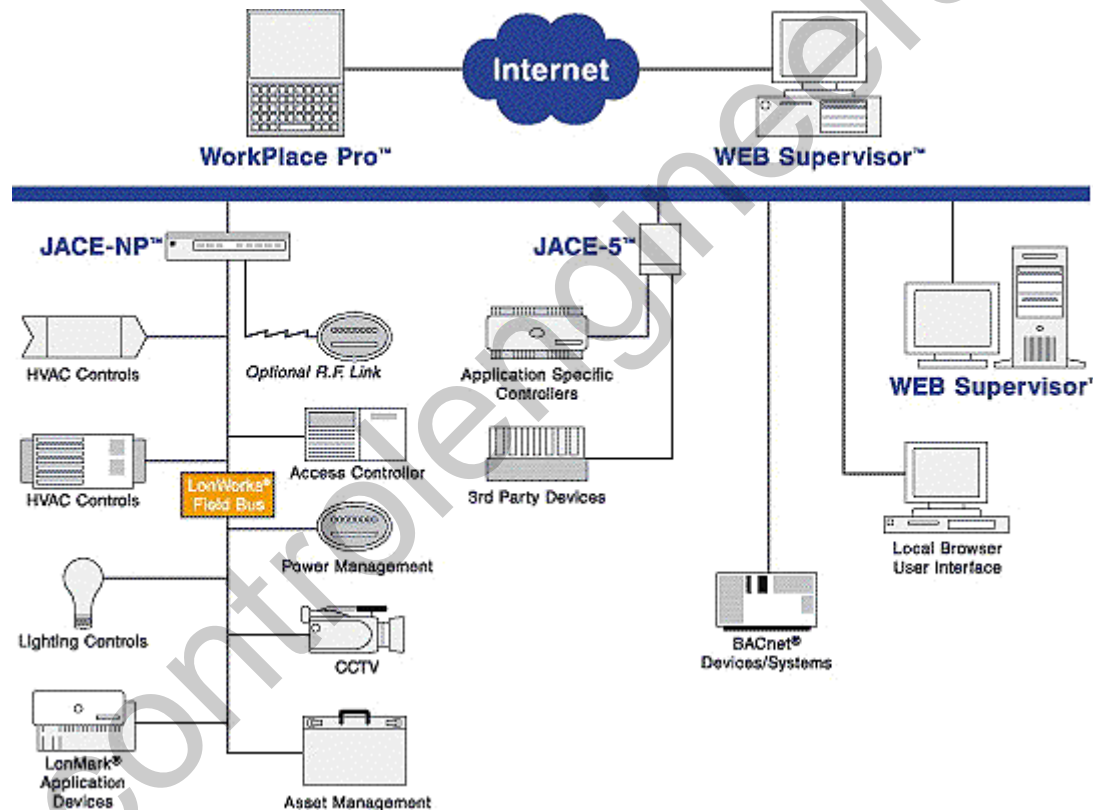 Internet
WorkPlace Pro™
WEB Supervisor™
JACE-NP™
JACE-5™
HVAC Controls
Optional R.F. Link
Application Specific
Controllers
WEB Supervisor
HVAC Controls
LonWorks®
Field Bus
Access Controller
3rd Party Devices
Power Management
Local Browser
User Interface
Lighting Controls
CCTV
BACnet®
Devices/Systems
LonMark®
Application
Devices
Asset Management
controlengineer